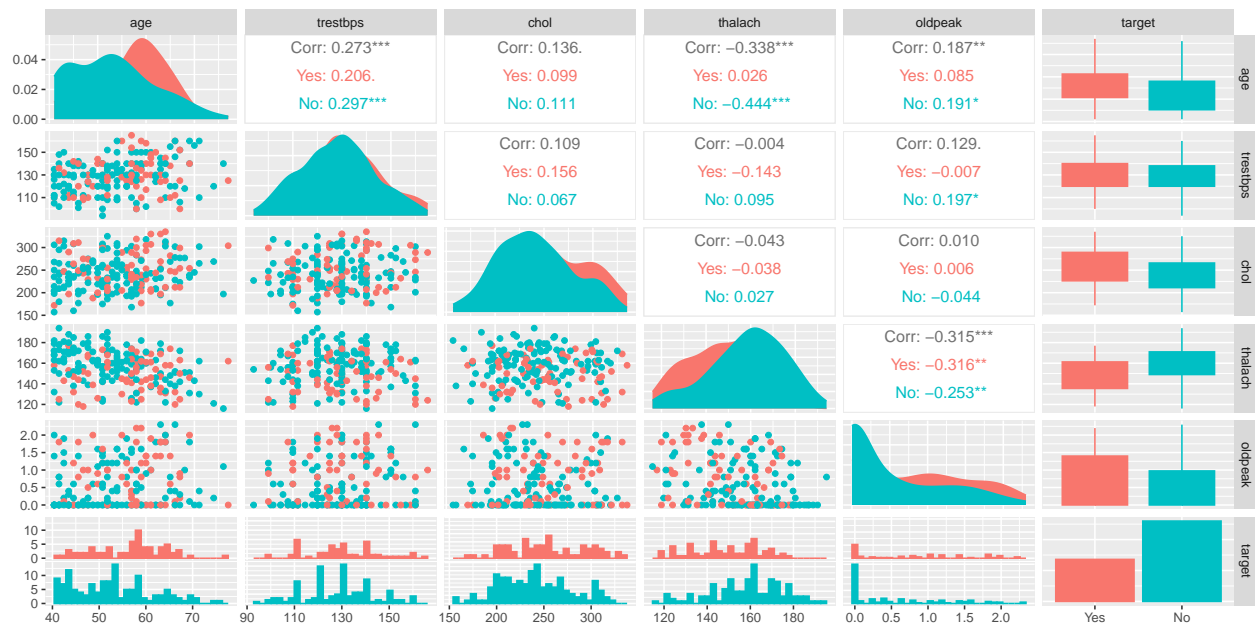 age trestbps chol thalach oldpeak target
0.04
0.02
0.00
Corr: 0.273***
Yes: 0.206.
No: 0.297***
Corr: 0.136.
Yes: 0.099
No: 0.111
Corr: −0.338***
Yes: 0.026
No: −0.444***
Corr: 0.187**
Yes: 0.085
No: 0.191*
age
150
130
110
Corr: 0.109
Yes: 0.156
No: 0.067
Corr: −0.004
Yes: −0.143
No: 0.095
Corr: 0.129.
Yes: −0.007
No: 0.197*
trestbps
300
250
200
150
Corr: −0.043
Yes: −0.038
No: 0.027
Corr: 0.010
Yes: 0.006
No: −0.044
chol
180
160
140
120
Corr: −0.315***
Yes: −0.316**
No: −0.253**
thalach
2.0
1.5
1.0
0.5
0.0
oldpeak
10
5
0
10
5
0
target
40 50 60 70
90 110 130 150
150 200 250 300
120 140 160 180
0.0 0.5 1.0 1.5 2.0
Yes No